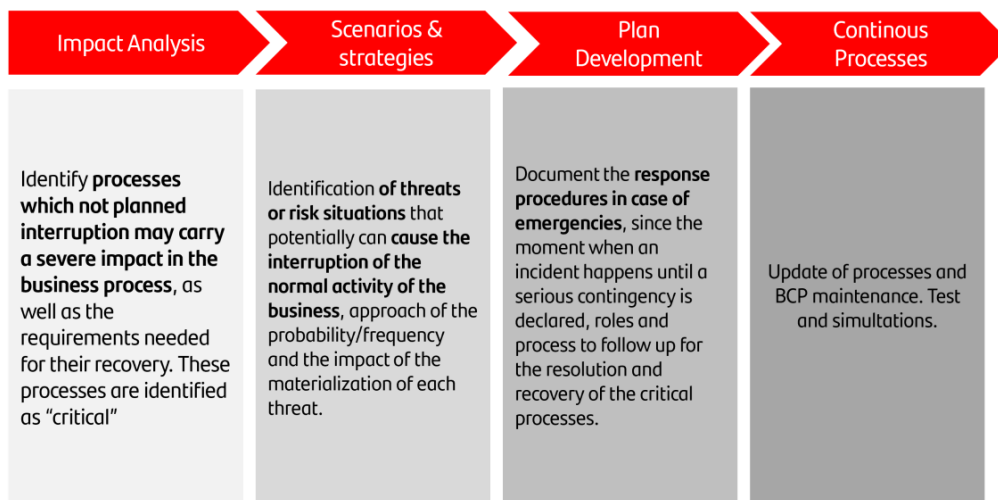 Impact Analysis
Scenarios &
strategies
Plan
Development
Continous
Processes
Identify processes
which not planned
interruption may carry
a severe impact in the
business process, as
well as the
requirements needed
for their recovery. These
processes are identified
as “critical”
Identification of threats
or risk situations that
potentially can cause the
interruption of the
normal activity of the
business, approach of the
probability/frequency
and the impact of the
materialization of each
threat.
Document the response
procedures in case of
emergencies, since the
moment when an
incident happens until a
serious contingency is
declared, roles and
process to follow up for
the resolution and
recovery of the critical
processes.
Update of processes and
BCP maintenance. Test
and simultations.